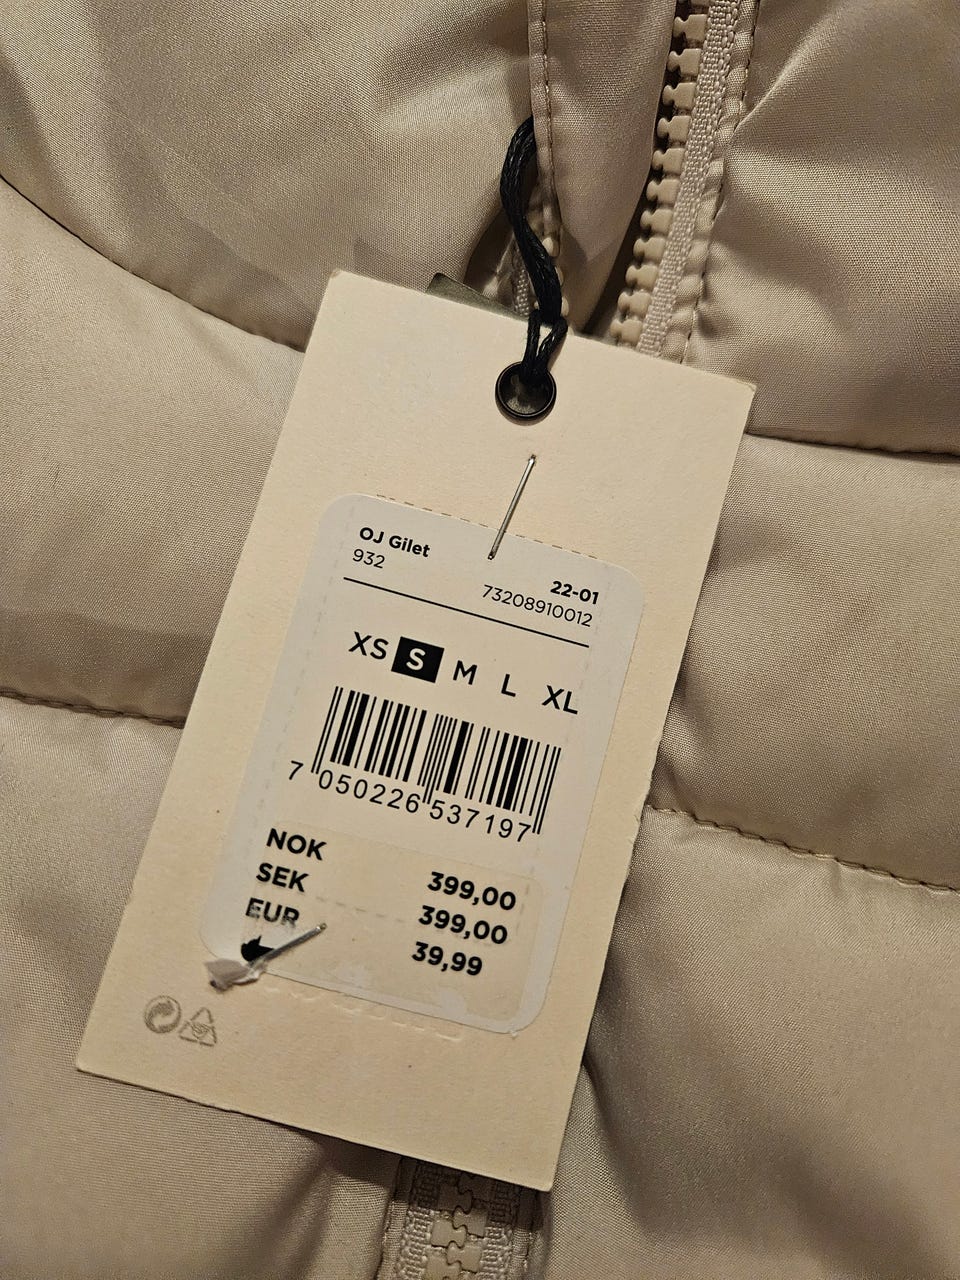 OJ Gilet
932
22-01
73208910012
XS S M L XL
7 050226 537197
NOK 399,00
SEK 399,00
EUR 39,99